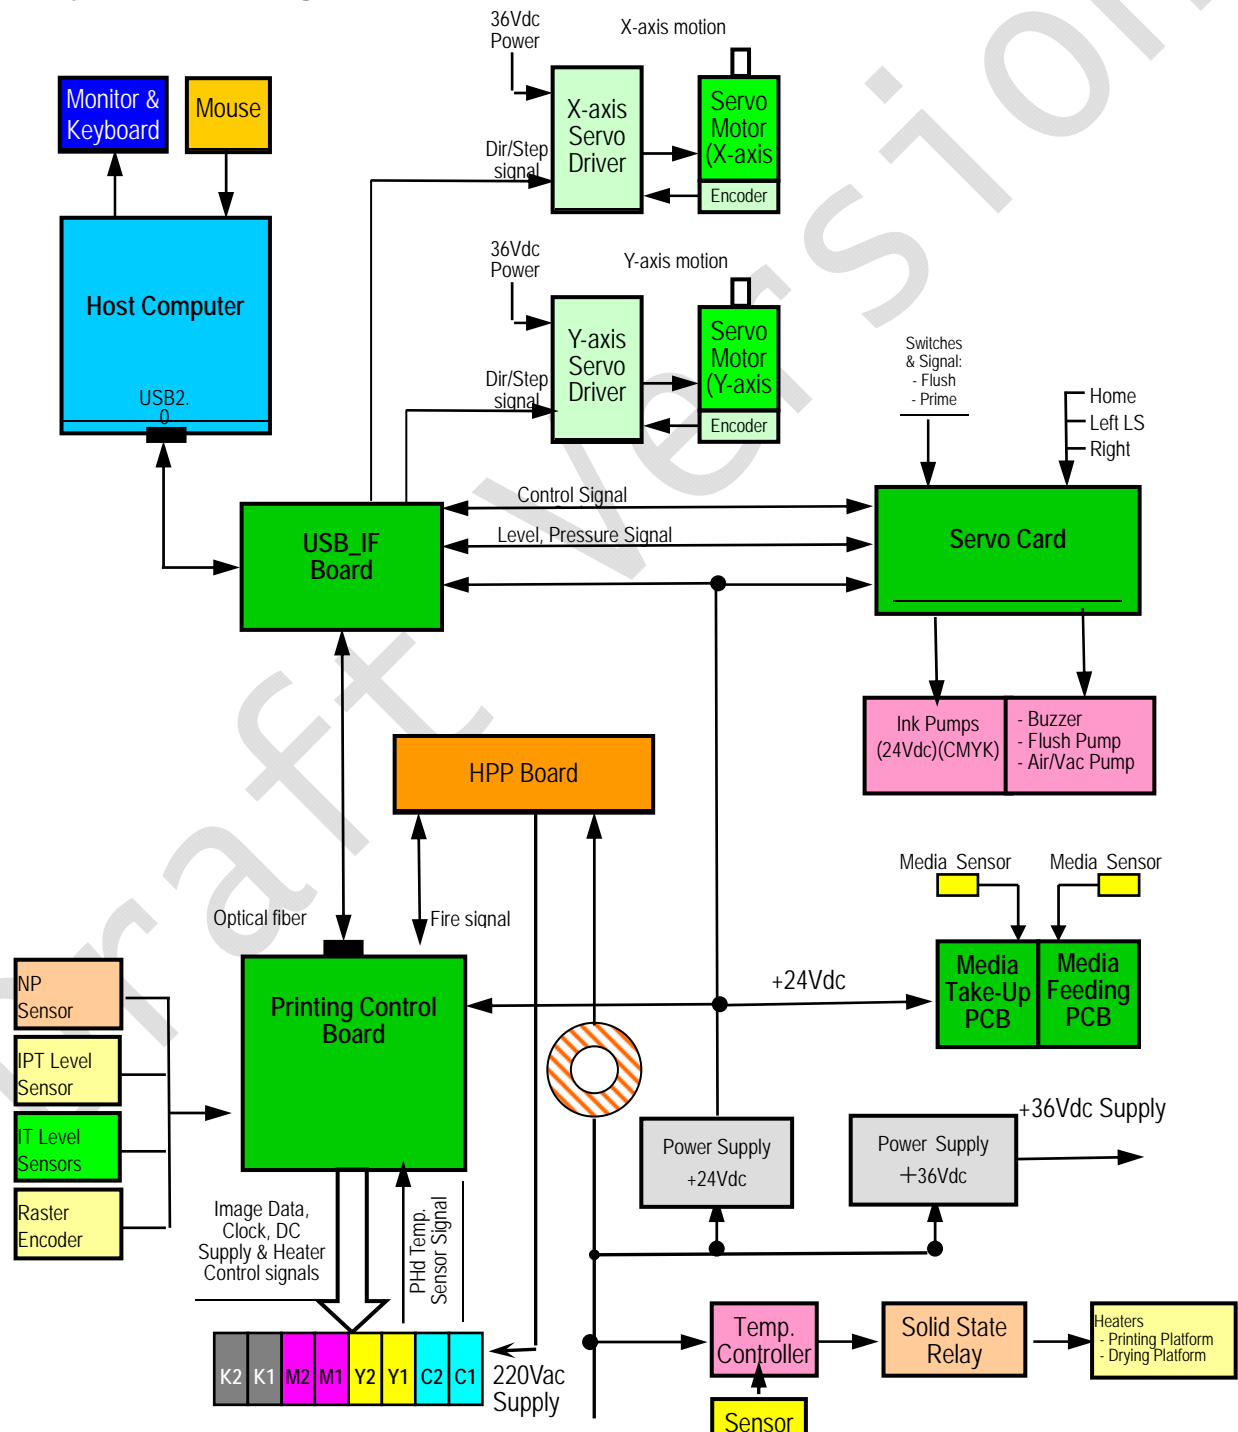 36Vdc
Power
X-axis motion
Monitor &
Keyboard
Mouse
X-axis
Servo
Driver
Servo
Motor
(X-axis
Encoder
Dir/Step
signal
36Vdc
Power
Y-axis motion
Host Computer
USB2.
0
Y-axis
Servo
Driver
Servo
Motor
(Y-axis
Encoder
Dir/Step
signal
Switches
& Signal:
- Flush
- Prime
Home
Left LS
Right
Control Signal
USB_IF
Board
Level, Pressure Signal
Servo Card
Ink Pumps
(24Vdc)(CMYK)
- Buzzer
- Flush Pump
- Air/Vac Pump
HPP Board
Media Sensor
Media Sensor
Optical fiber
Fire signal
Printing Control
Board
+24Vdc
Media
Take-Up
PCB
Media
Feeding
PCB
NP
Sensor
IPT Level
Sensor
IT Level
Sensors
Raster
Encoder
Power Supply
+24Vdc
Power Supply
+36Vdc
+36Vdc Supply
Image Data,
Clock, DC
Supply & Heater
Control signals
PHd Temp.
Sensor Signal
K2 K1 M2 M1 Y2 Y1 C2 C1
220Vac
Supply
Temp.
Controller
Solid State
Relay
Heaters
- Printing Platform
- Drying Platform
Sensor
Draft Version